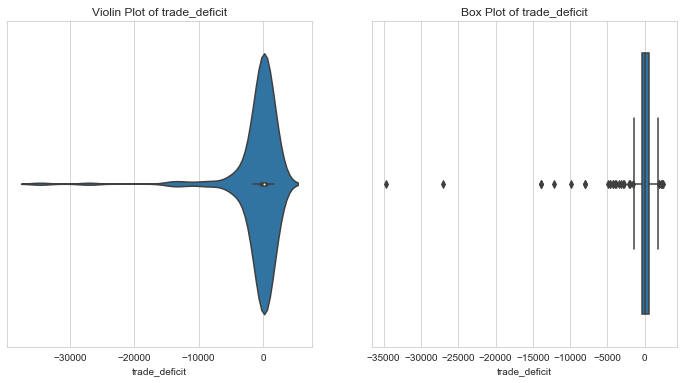 Violin Plot of trade_deficit
-30000 -20000 -10000 0
trade_deficit
Box Plot of trade_deficit
-35000 -30000 -25000 -20000 -15000 -10000 -5000 0
trade_deficit